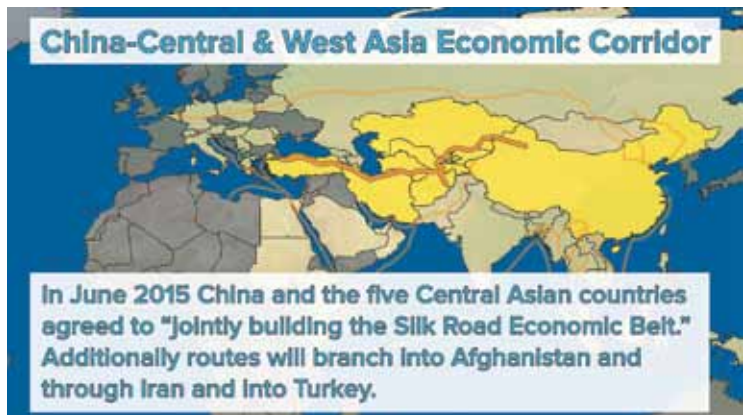 China-Central & West Asia Economic Corridor
In June 2015 China and the five Central Asian countries
agreed to “jointly building the Silk Road Economic Belt.”
Additionally routes will branch into Afghanistan and
through Iran and into Turkey.